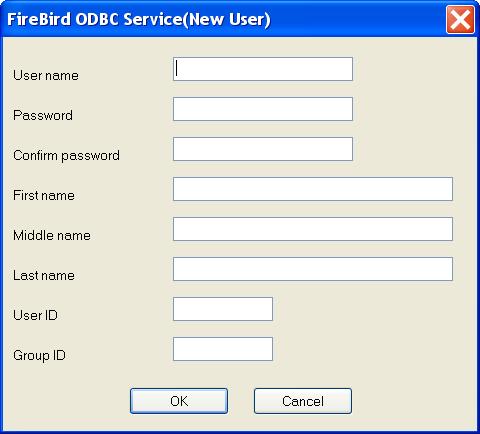 FireBird ODBC Service(New User)
User name
Password
Confirm password
First name
Middle name
Last name
User ID
Group ID
OK Cancel